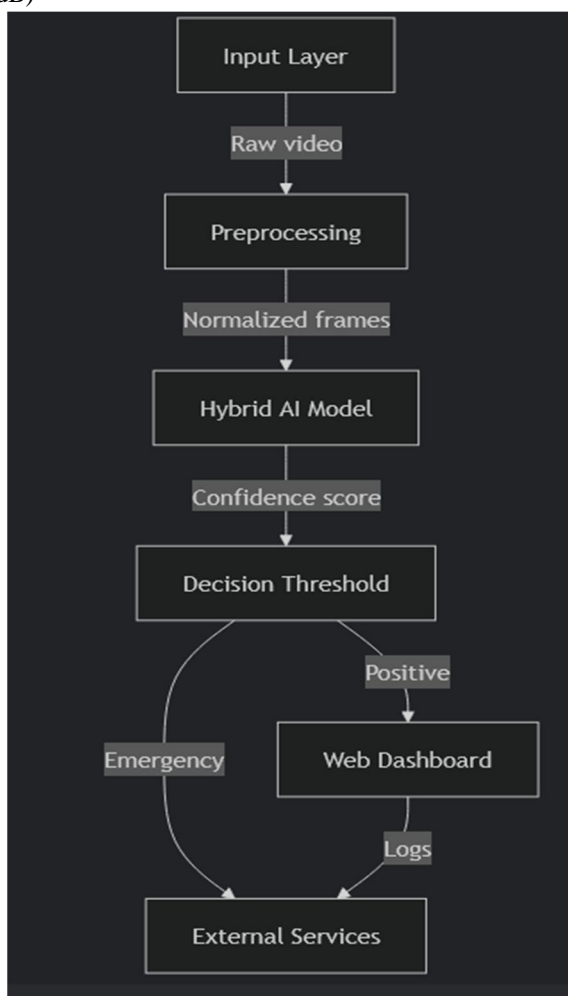 dB)
Input Layer
Raw video
Preprocessing
Normalized frames
Hybrid AI Model
Confidence score
Decision Threshold
Positive
Emergency
Web Dashboard
Logs
External Services